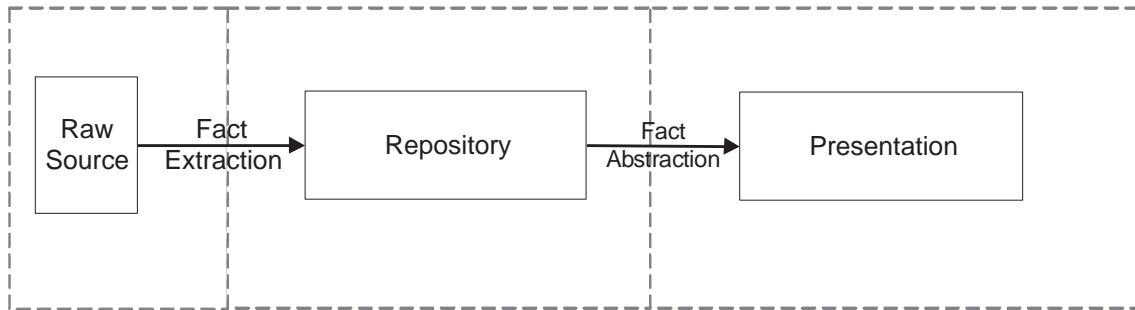 Raw
Source
Fact
Extraction
Repository
Fact
Abstraction
Presentation